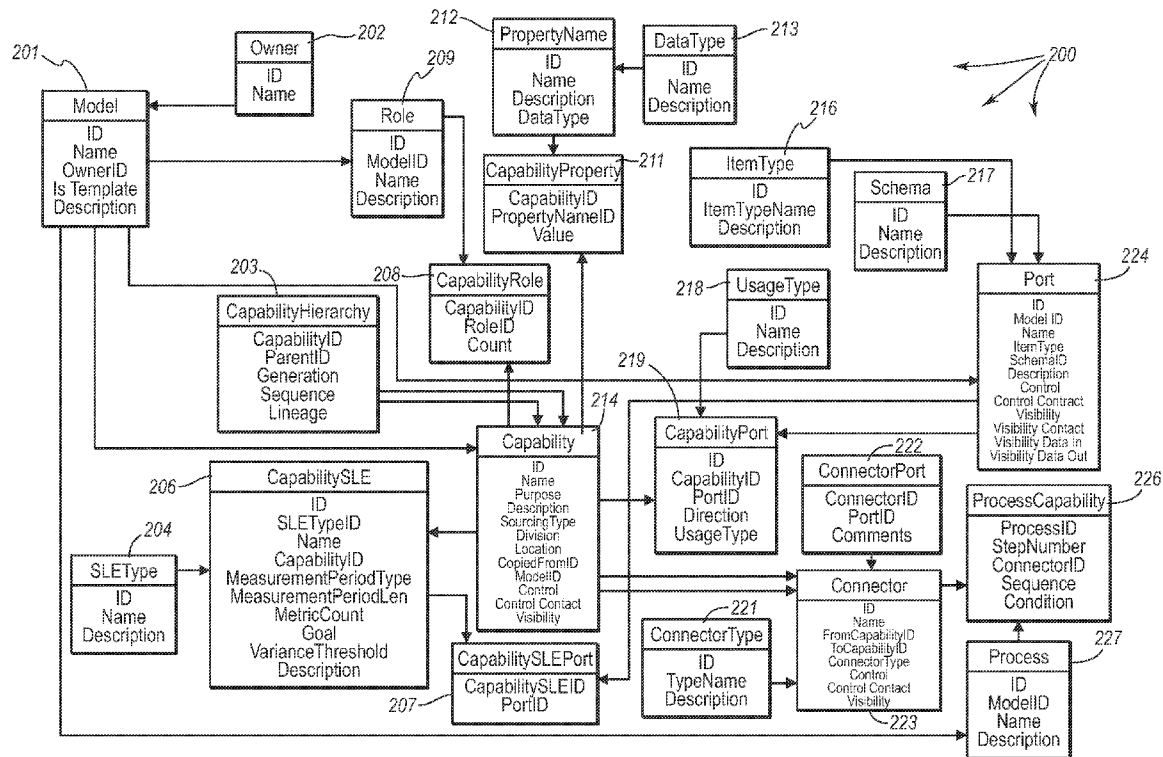 201
Model
ID
Name
OwnerID
Is Template
Description
202
Owner
ID
Name
209
Role
ID
ModelID
Name
Description
212
PropertyName
ID
Name
Description
DataType
213
DataType
ID
Name
Description
200
211
CapabilityProperty
CapabilityID
PropertyNameID
Value
216
ItemType
ID
ItemTypeName
Description
217
Schema
ID
Name
Description
203
CapabilityHierarchy
CapabilityID
ParentID
Generation
Sequence
Lineage
208
CapabilityRole
CapabilityID
RoleID
Count
218
UsageType
ID
Name
Description
224
Port
ID
Model ID
Name
ItemType
SchemaID
Description
Control
Control Contract
Visibility
Visibility Contact
Visibility Data In
Visibility Data Out
214
Capability
ID
Name
Purpose
Description
SourcingType
Division
Location
CopiedFromID
ModelID
Control
Control Contact
Visibility
219
CapabilityPort
ID
CapabilityID
PortID
Direction
UsageType
222
ConnectorPort
ConnectorID
PortID
Comments
226
ProcessCapability
ProcessID
StepNumber
ConnectorID
Sequence
Condition
204
SLEType
ID
Name
Description
206
CapabilitySLE
ID
SLETypeID
Name
CapabilityID
MeasurementPeriodType
MeasurementPeriodLen
MetricCount
Goal
VarianceThreshold
Description
CapabilitySLEPort
CapabilitySLEID
PortID
207
221
ConnectorType
ID
TypeName
Description
Connector
ID
Name
FromCapabilityID
ToCapabilityID
ConnectorType
Control
Control Contact
Visibility
223
227
Process
ID
ModelID
Name
Description